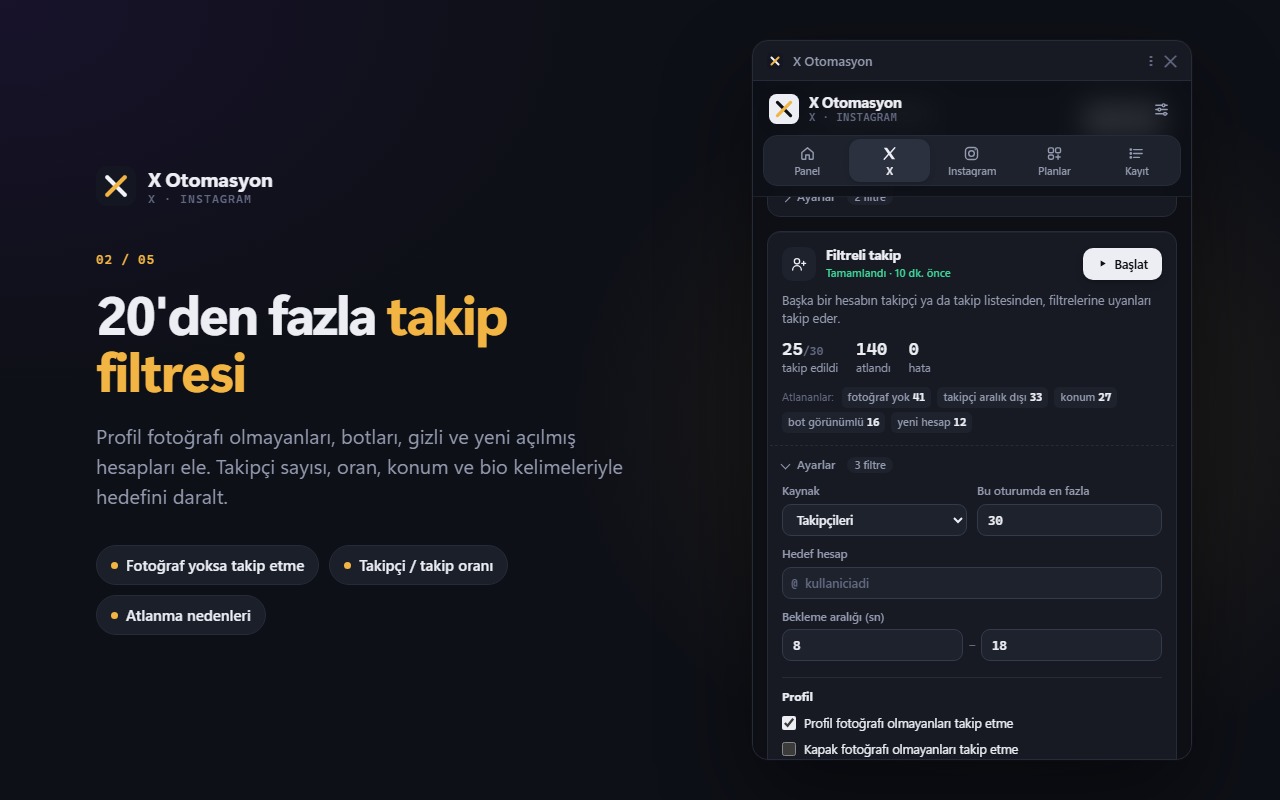 X Otomasyon
X · INSTAGRAM
02 / 05
20'den fazla takip
filtresi
Profil fotoğrafı olmayanları, botları, gizli ve yeni açılmış
hesapları ele. Takipçi sayısı, oran, konum ve bio kelimeleriyle
hedefini daralt.
Fotoğraf yoksa takip etme
Takipçi / takip oranı
Atlanma nedenleri
X Otomasyon
X Otomasyon
X · INSTAGRAM
Panel
X
Instagram
Planlar
Kayıt
Ayarlar 2 filtre
Filtreli takip
Tamamlandı · 10 dk. önce
Başlat
Başka bir hesabın takipçi ya da takip listesinden, filtrelerine uyanları
takip eder.
25/30 140 0
takip edildi atlandı hata
Atlananlar: fotoğraf yok 41 takipçi aralık dışı 33 konum 27
bot görünümlü 16 yeni hesap 12
Ayarlar 3 filtre
Kaynak Bu oturumda en fazla
Takipçileri 30
Hedef hesap
@ kullaniciadi
Bekleme aralığı (sn)
8 – 18
Profil
Profil fotoğrafı olmayanları takip etme
Kapak fotoğrafı olmayanları takip etme